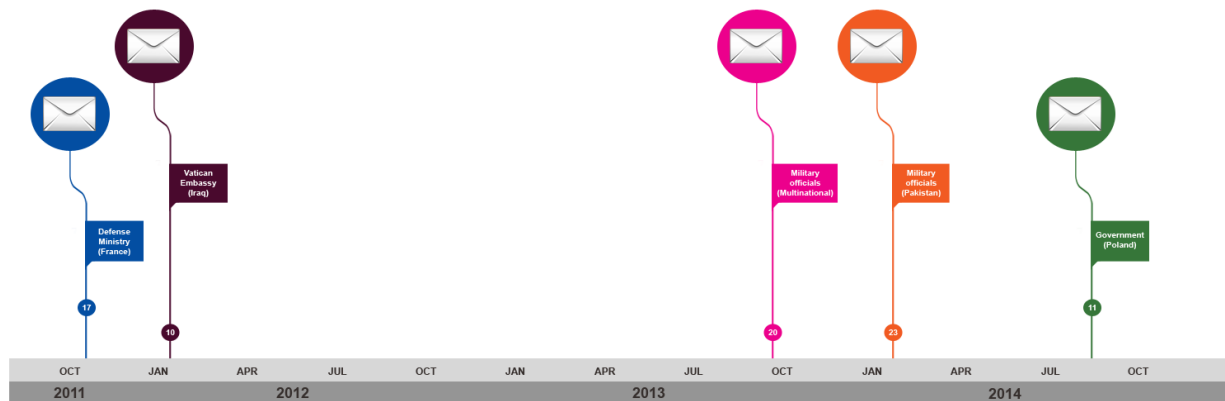 Vatican
Embassy
(Iraq)
Military
officials
(Multinational)
Military
officials
(Pakistan)
Defense
Ministry
(France)
Government
(Poland)
17
10
20
23
11
OCT JAN APR JUL OCT JAN APR JUL OCT JAN APR JUL OCT
2011 2012 2013 2014